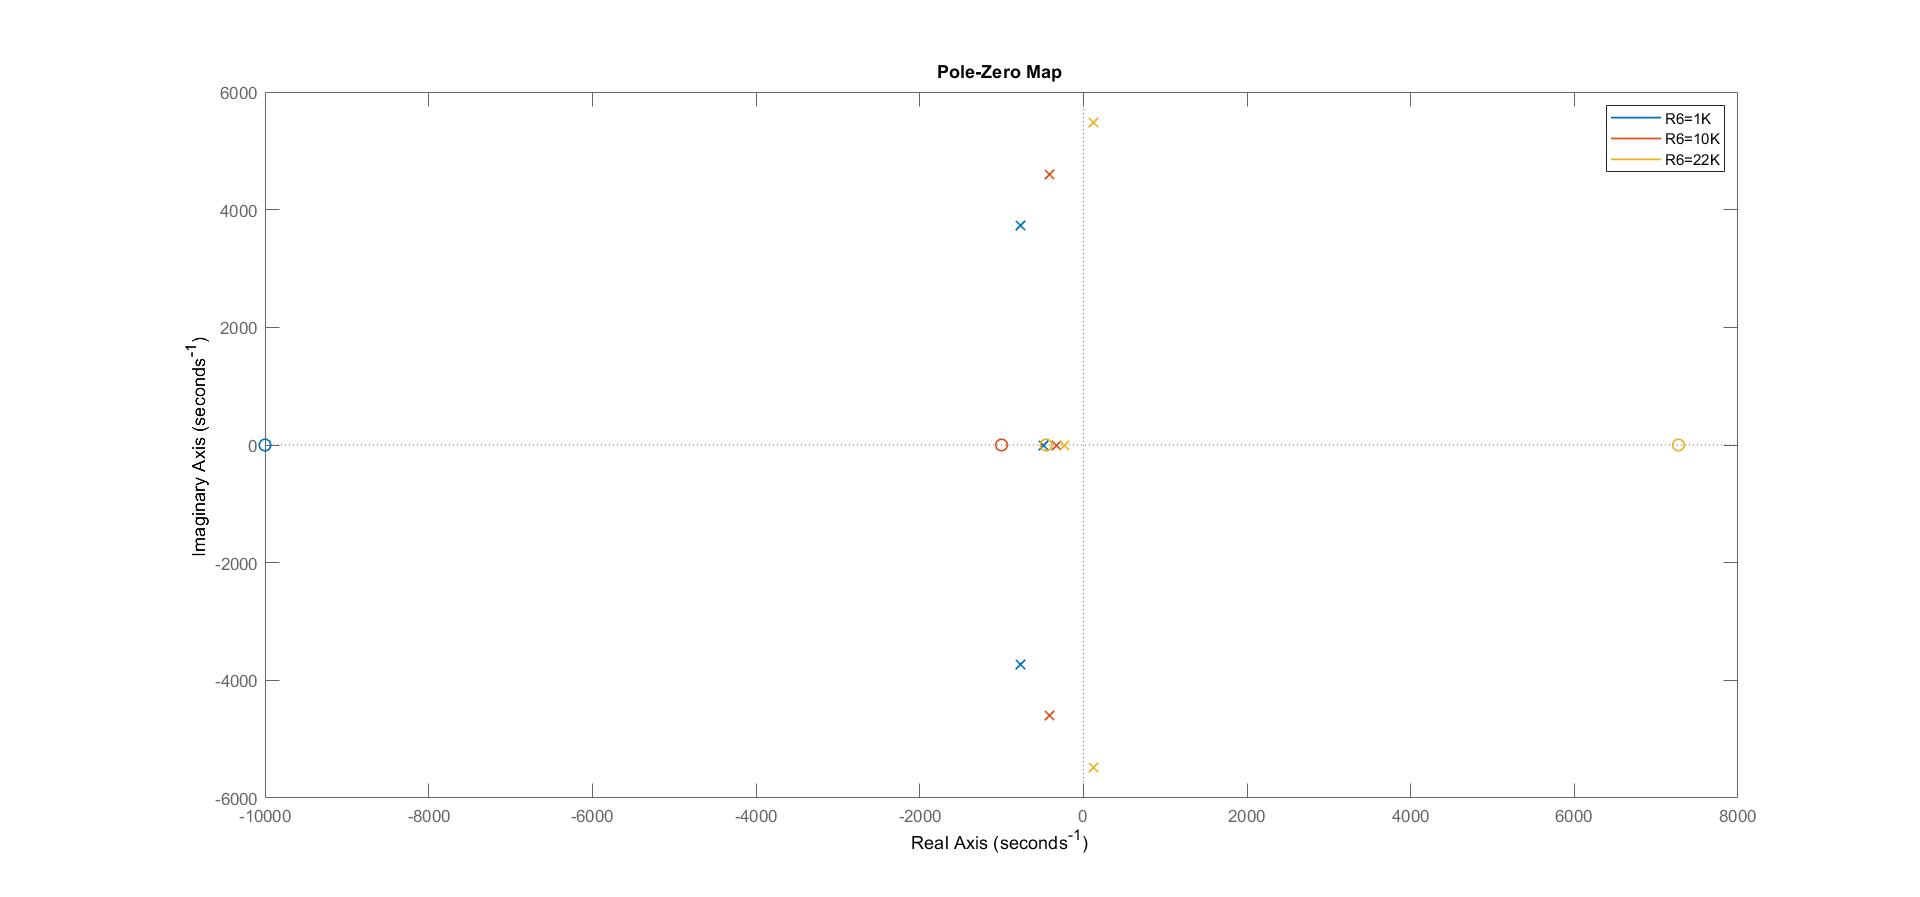 Pole-Zero Map
6000
4000
2000
0
-2000
-4000
-6000
-10000 -8000 -6000 -4000 -2000 0 2000 4000 6000 8000
Real Axis (seconds⁻¹)
Imaginary Axis (seconds⁻¹)
R6=1K
R6=10K
R6=22K